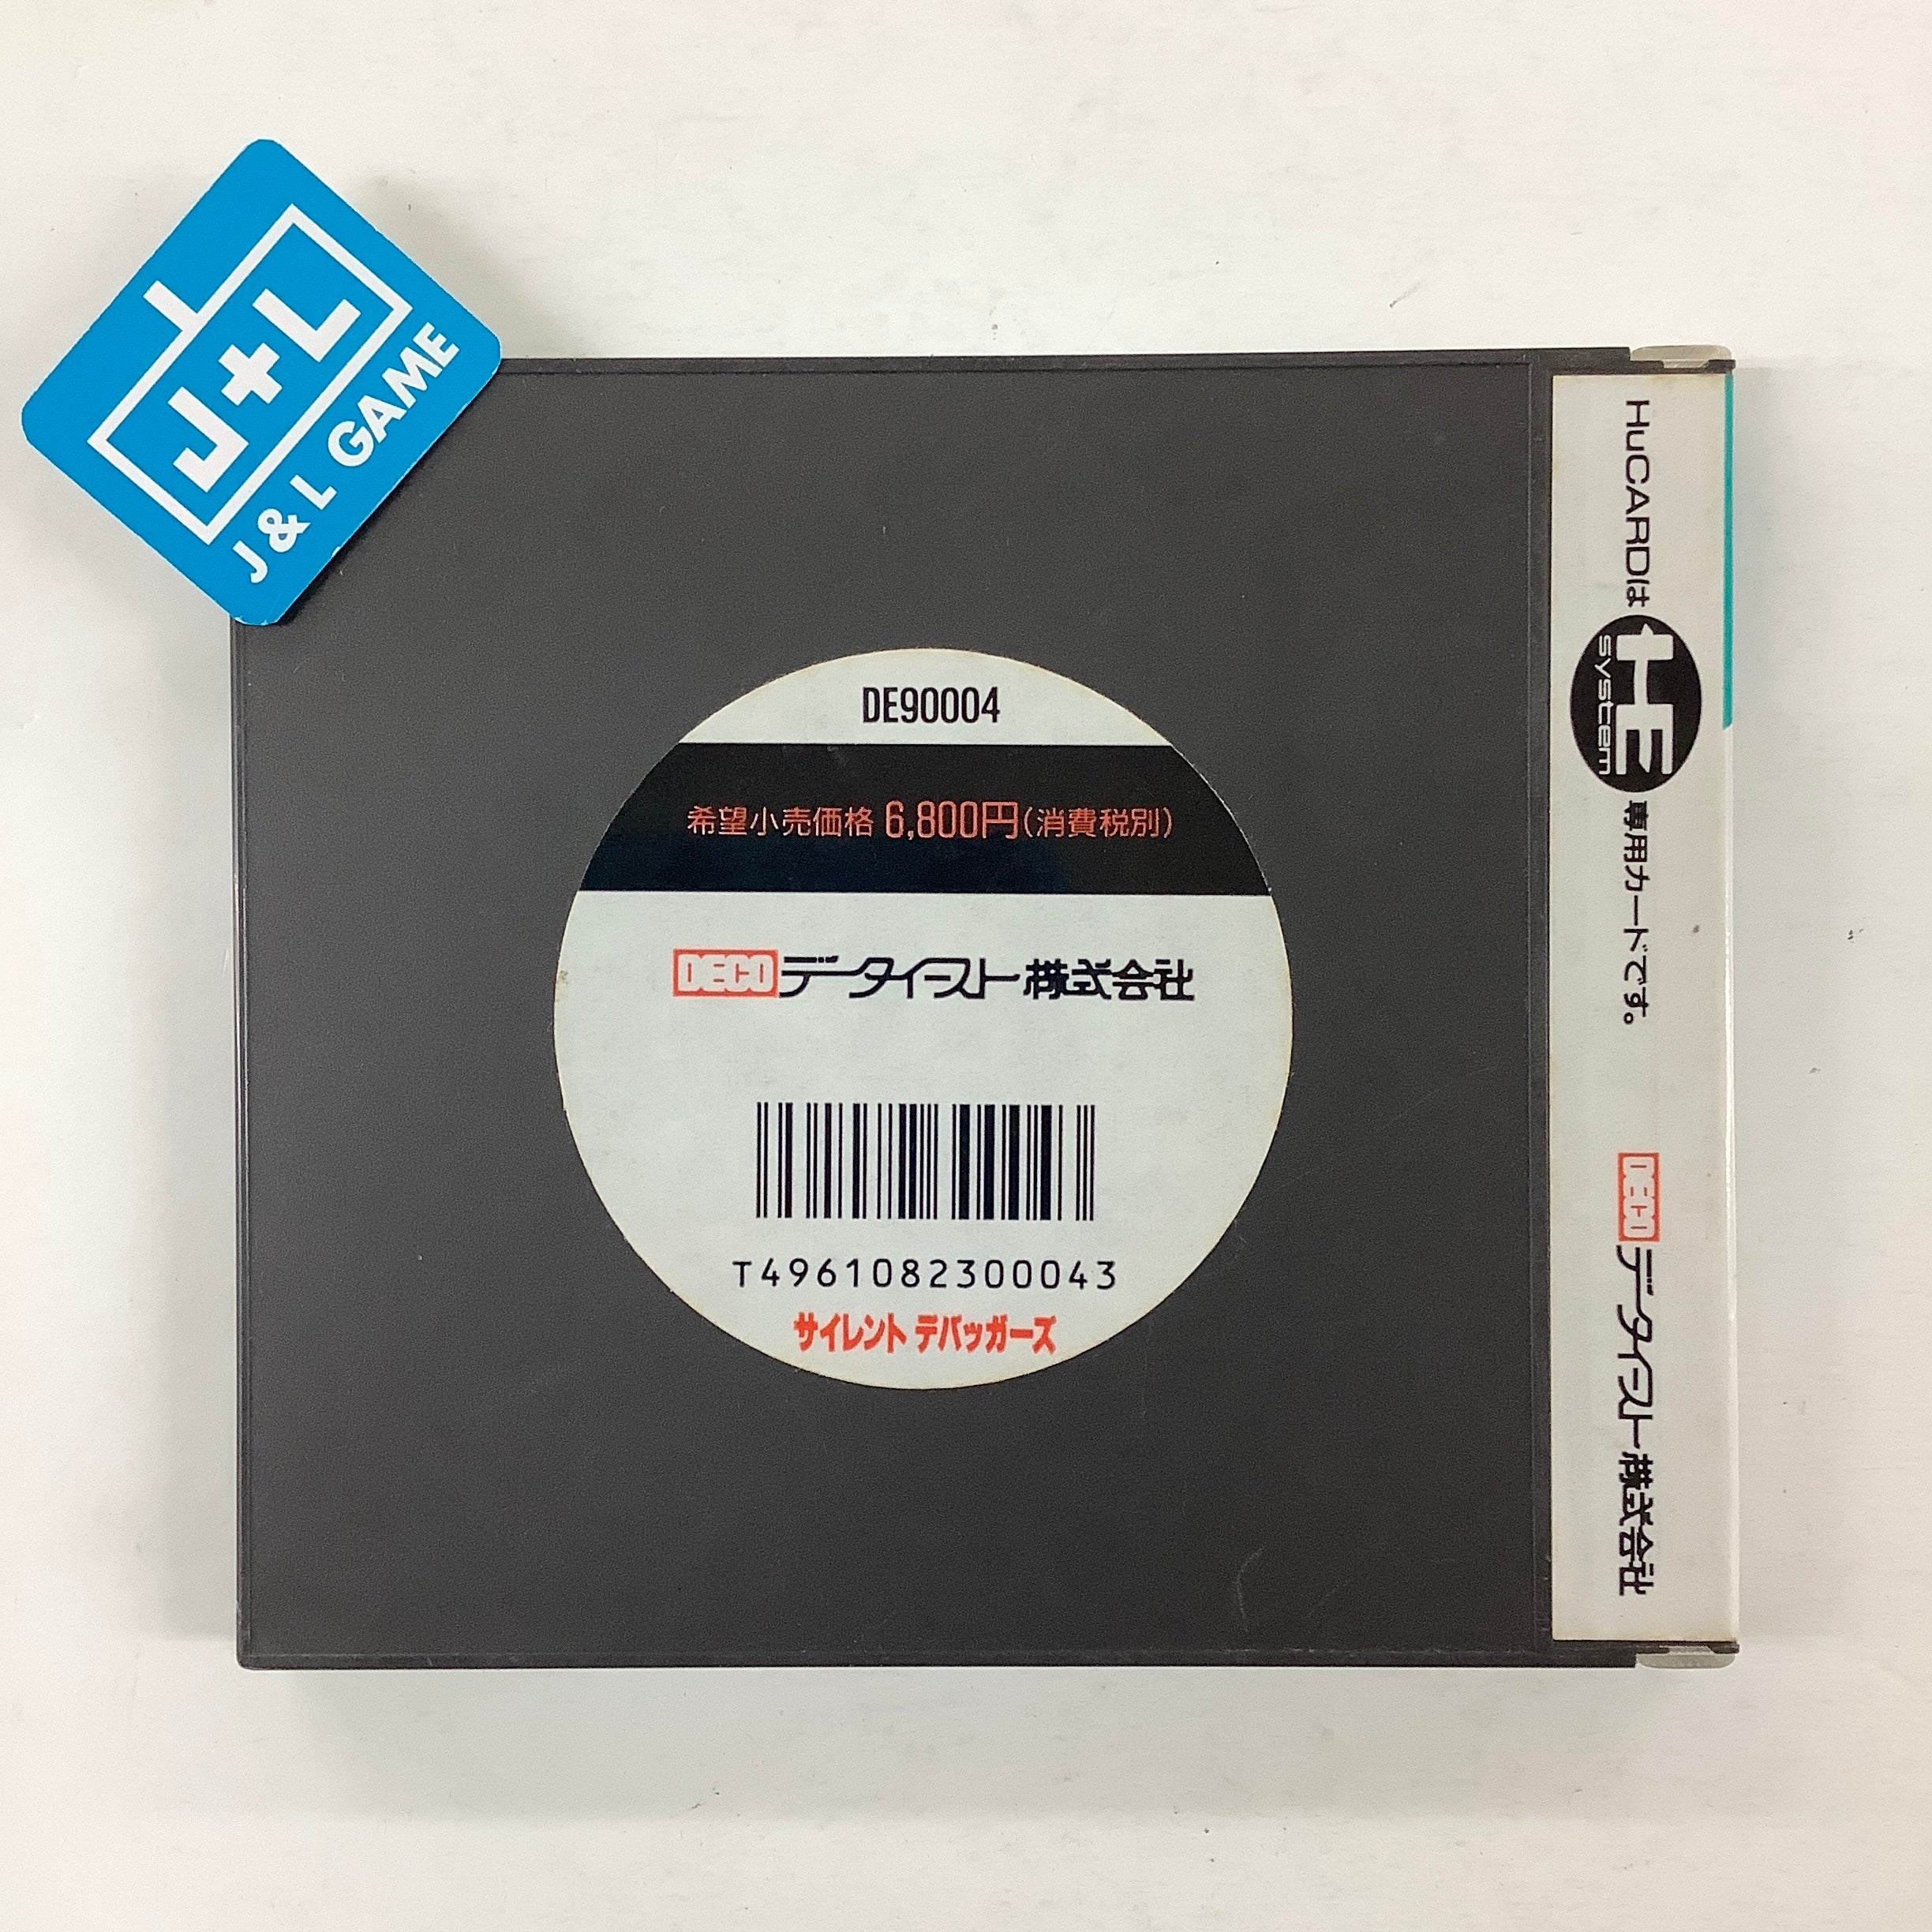 J+L
J & L GAME
DE90004
希望小売価格 6,800円(消費税別)
DECO データイースト株式会社
T4961082300043
サイレント デバッガーズ
HuCARDは HE system 専用カードです。
DECO データイースト株式会社